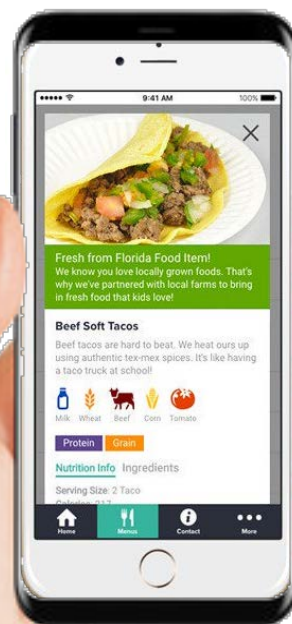 9:41 AM 100%
Fresh from Florida Food Item!
We know you love locally grown foods. That's
why we've partnered with local farms to bring
in fresh food that kids love!
Beef Soft Tacos
Beef tacos are hard to beat. We heat ours up
using authentic tex-mex spices. It's like having
a taco truck at school!
Milk Wheat Beef Corn Tomato
Protein Grain
Nutrition Info Ingredients
Serving Size: 2 Taco
Calories: 217
Home Menus Contact More